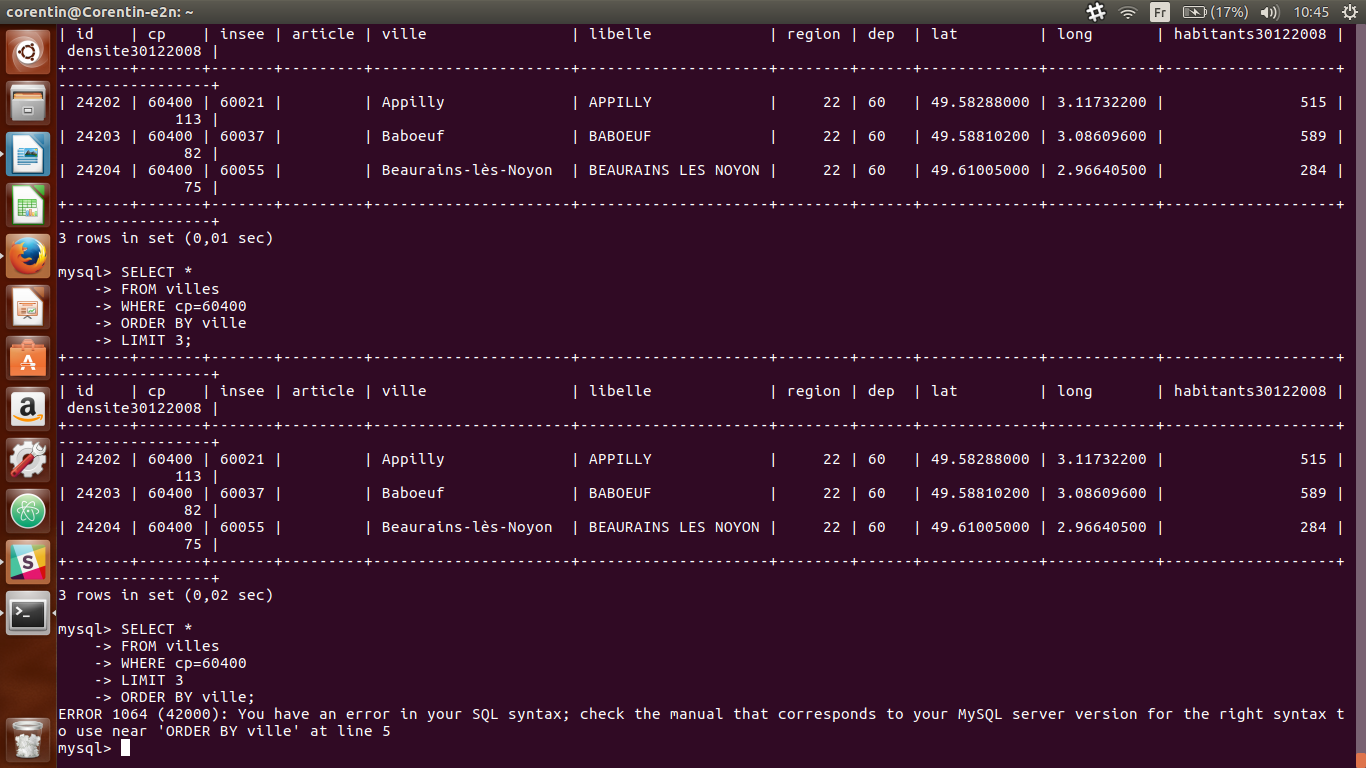 corentin@Corentin-e2n: ~ Fr (17%) 10:45
| id    | cp    | insee | article | ville                | libelle             | region | dep  | lat         | long       | habitants30122008 |
 densite30122008 |
+-------+-------+-------+---------+----------------------+---------------------+--------+------+-------------+------------+-------------------+
-----------------+
| 24202 | 60400 | 60021 |         | Appilly              | APPILLY             |     22 | 60   | 49.58288000 | 3.11732200 |               515 |
             113 |
| 24203 | 60400 | 60037 |         | Baboeuf              | BABOEUF             |     22 | 60   | 49.58810200 | 3.08609600 |               589 |
              82 |
| 24204 | 60400 | 60055 |         | Beaurains-lès-Noyon  | BEAURAINS LES NOYON |     22 | 60   | 49.61005000 | 2.96640500 |               284 |
              75 |
+-------+-------+-------+---------+----------------------+---------------------+--------+------+-------------+------------+-------------------+
-----------------+
3 rows in set (0,01 sec)
mysql> SELECT *
    -> FROM villes
    -> WHERE cp=60400
    -> ORDER BY ville
    -> LIMIT 3;
+-------+-------+-------+---------+----------------------+---------------------+--------+------+-------------+------------+-------------------+
-----------------+
| id    | cp    | insee | article | ville                | libelle             | region | dep  | lat         | long       | habitants30122008 |
 densite30122008 |
+-------+-------+-------+---------+----------------------+---------------------+--------+------+-------------+------------+-------------------+
-----------------+
| 24202 | 60400 | 60021 |         | Appilly              | APPILLY             |     22 | 60   | 49.58288000 | 3.11732200 |               515 |
             113 |
| 24203 | 60400 | 60037 |         | Baboeuf              | BABOEUF             |     22 | 60   | 49.58810200 | 3.08609600 |               589 |
              82 |
| 24204 | 60400 | 60055 |         | Beaurains-lès-Noyon  | BEAURAINS LES NOYON |     22 | 60   | 49.61005000 | 2.96640500 |               284 |
              75 |
+-------+-------+-------+---------+----------------------+---------------------+--------+------+-------------+------------+-------------------+
-----------------+
3 rows in set (0,02 sec)
mysql> SELECT *
    -> FROM villes
    -> WHERE cp=60400
    -> LIMIT 3
    -> ORDER BY ville;
ERROR 1064 (42000): You have an error in your SQL syntax; check the manual that corresponds to your MySQL server version for the right syntax t
o use near 'ORDER BY ville' at line 5
mysql>